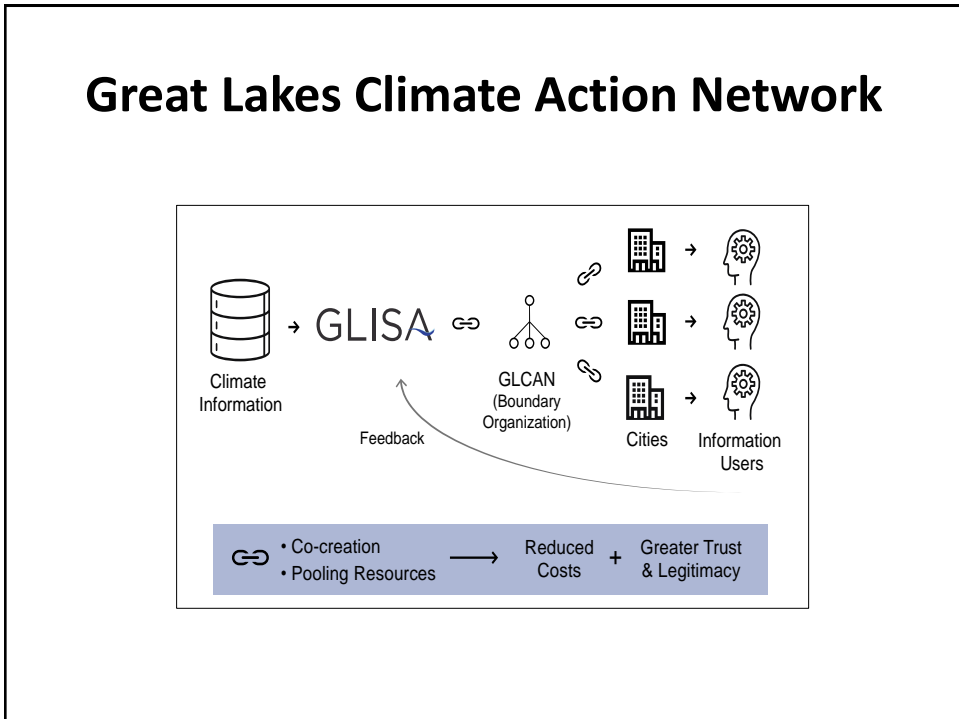 Great Lakes Climate Action Network
Climate
Information
GLISA
Feedback
GLCAN
(Boundary
Organization)
Cities
Information
Users
• Co-creation
• Pooling Resources
Reduced
Costs
+
Greater Trust
& Legitimacy